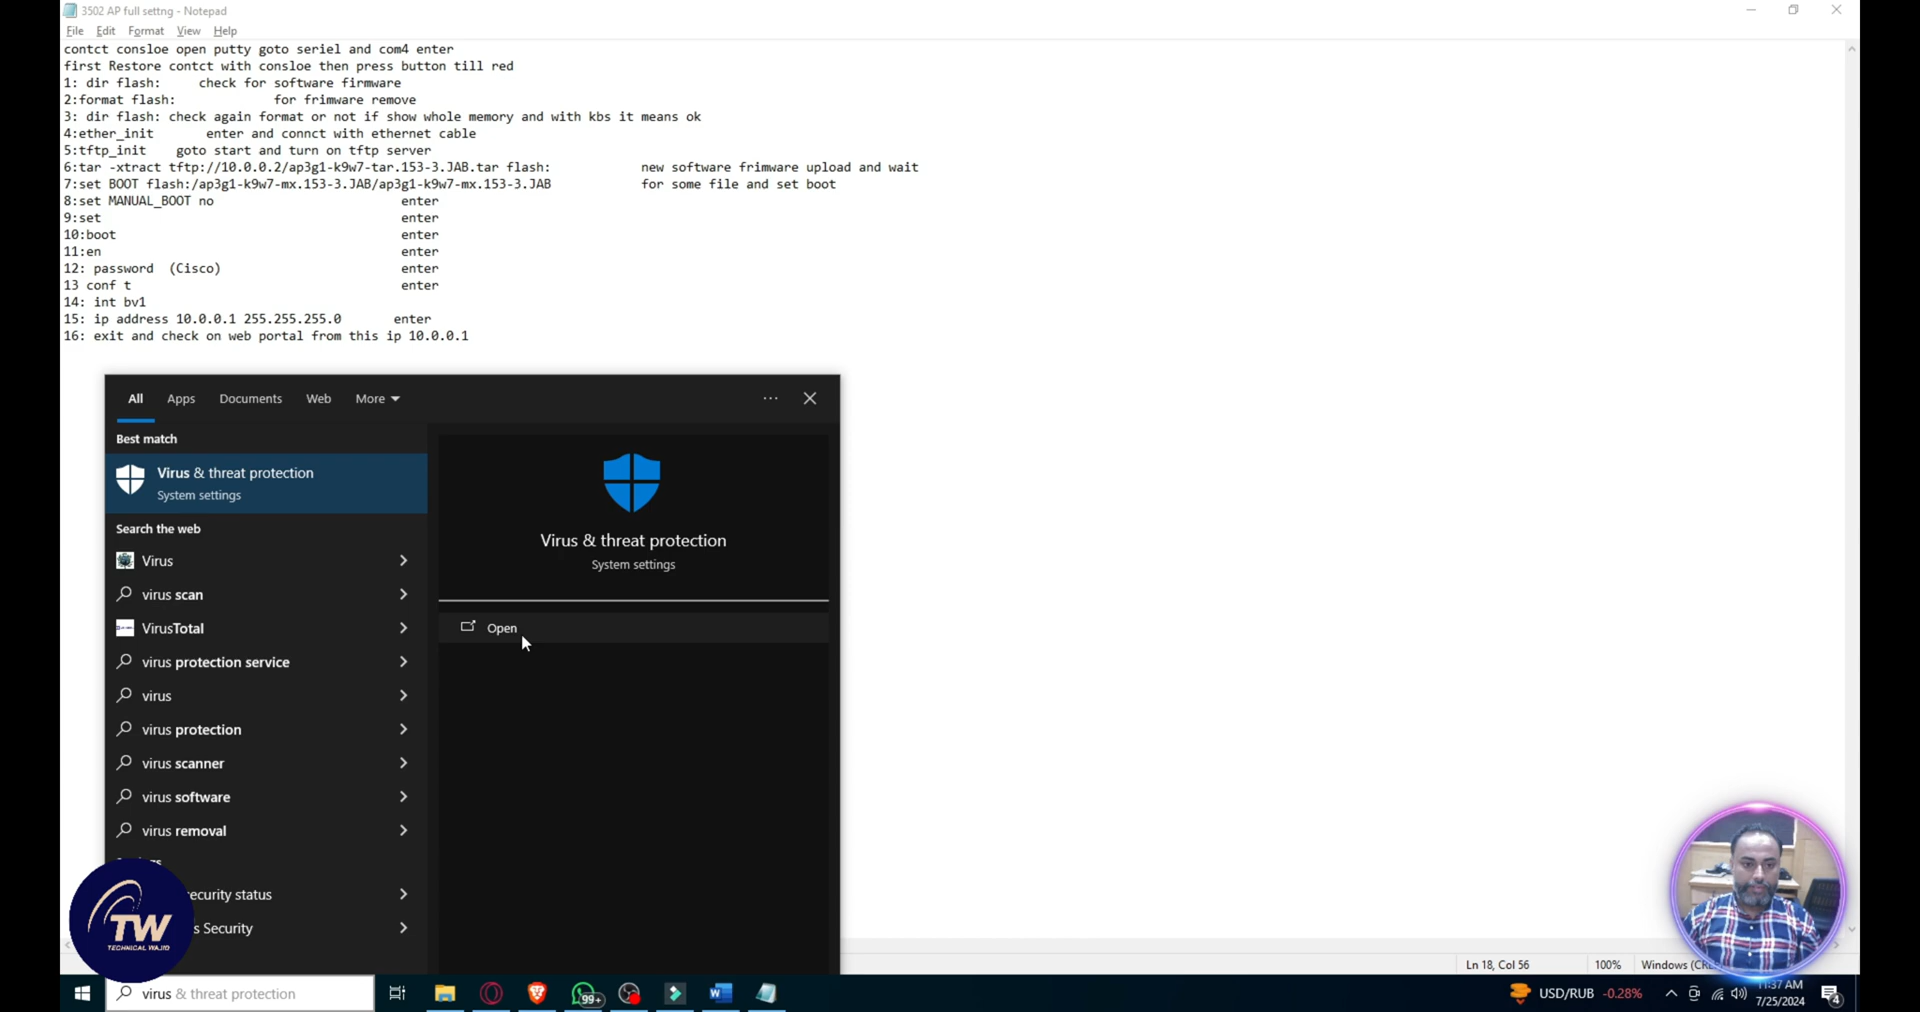 3502 AP full settng - Notepad
File Edit Format View Help
contct consloe open putty goto seriel and com4 enter
first Restore contct with consloe then press button till red
1: dir flash: check for software firmware
2:format flash: for frimware remove
3: dir flash: check again format or not if show whole memory and with kbs it means ok
4:ether_init enter and connct with ethernet cable
5:tftp_init goto start and turn on tftp server
6:tar -xtract tftp://10.0.0.2/ap3g1-k9w7-tar.153-3.JAB.tar flash: new software frimware upload and wait
7:set BOOT flash:/ap3g1-k9w7-mx.153-3.JAB/ap3g1-k9w7-mx.153-3.JAB for some file and set boot
8:set MANUAL_BOOT no enter
9:set enter
10:boot enter
11:en enter
12: password (Cisco) enter
13 conf t enter
14: int bv1
15: ip address 10.0.0.1 255.255.255.0 enter
16: exit and check on web portal from this ip 10.0.0.1
All Apps Documents Web More
Best match
Virus & threat protection
System settings
Search the web
Virus
virus scan
VirusTotal
virus protection service
virus
virus protection
virus scanner
virus software
virus removal
ecurity status
s Security
Virus & threat protection
System settings
Open
TW
TECHNICAL WAJID
Ln 18, Col 56 100% Windows (CR
virus & threat protection
99+
USD/RUB -0.28%
11:37 AM
7/25/2024
4